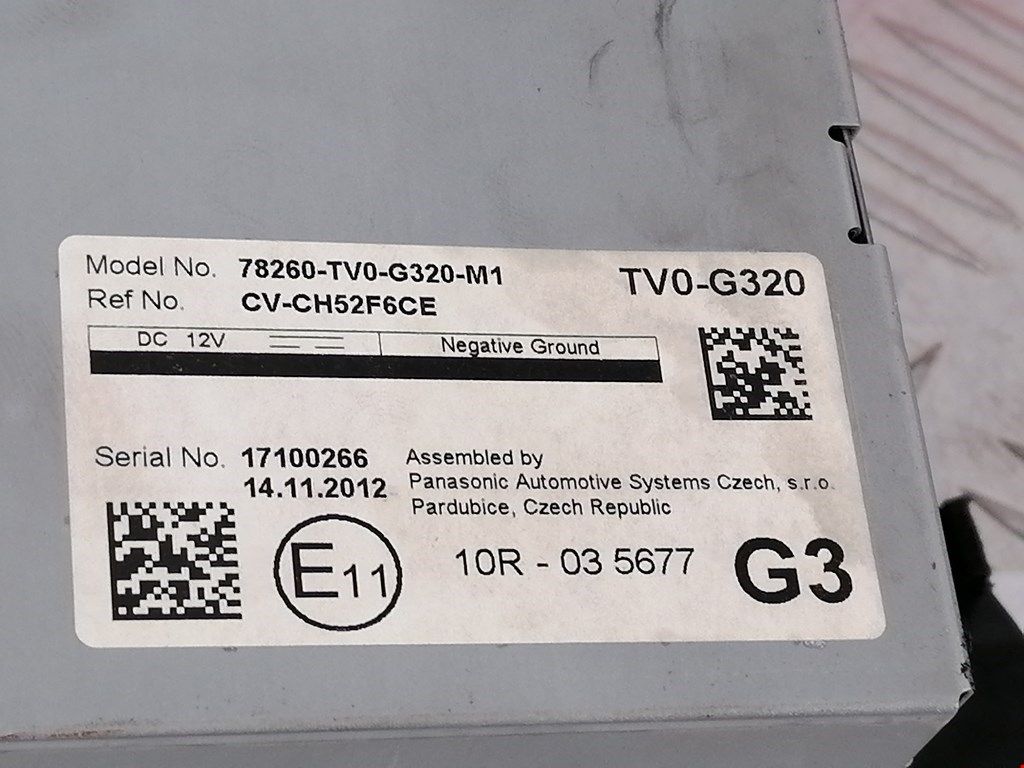 Model No. 78260-TV0-G320-M1
TV0-G320
Ref No. CV-CH52F6CE
DC 12V
Negative Ground
Serial No. 17100266
14.11.2012
Assembled by
Panasonic Automotive Systems Czech, s.r.o.
Pardubice, Czech Republic
E11
10R - 03 5677
G3